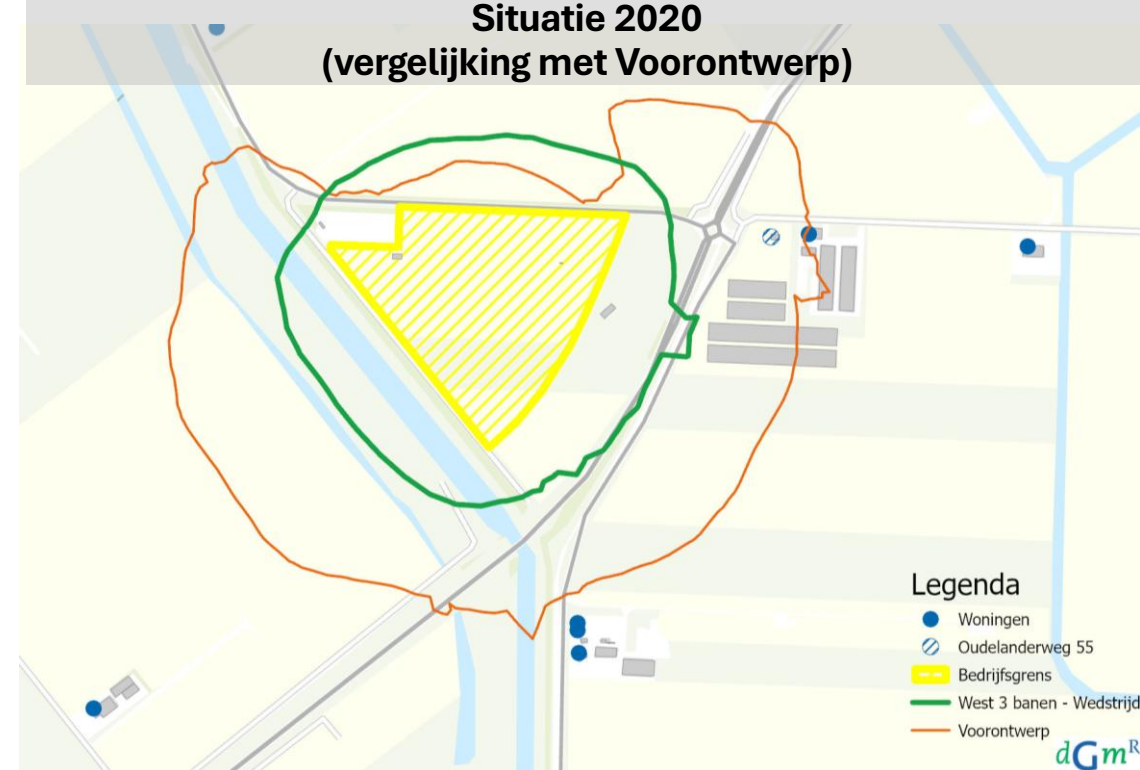 Situatie 2020
(vergelijking met Voorontwerp)
Legenda
Woningen
Oudelanderweg 55
Bedrijfsgrens
West 3 banen - Wedstrijd
Voorontwerp
dGmR